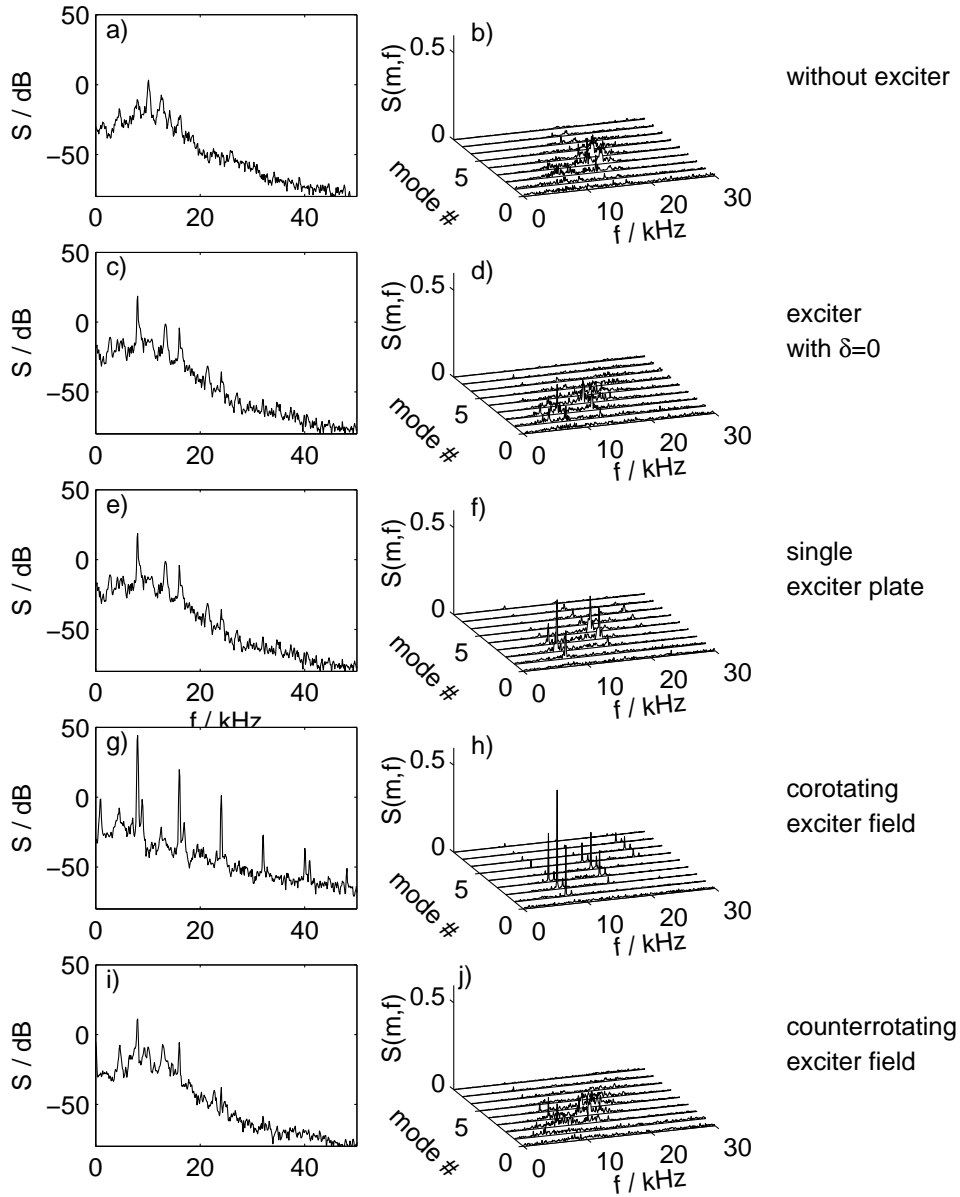 50
a)
0
S / dB
−50
0
20
40
b)
0.5
S(m,f)
0
5
mode #
0
0
10
20
30
f / kHz
without exciter
50
c)
0
S / dB
−50
0
20
40
d)
0.5
S(m,f)
0
5
mode #
0
0
10
20
30
f / kHz
exciter
with δ=0
50
e)
0
S / dB
−50
0
20
40
f / kHz
f)
0.5
S(m,f)
0
5
mode #
0
0
10
20
30
f / kHz
single
exciter plate
50
g)
0
S / dB
−50
0
20
40
h)
0.5
S(m,f)
0
5
mode #
0
0
10
20
30
f / kHz
corotating
exciter field
50
i)
0
S / dB
−50
0
20
40
j)
0.5
S(m,f)
0
5
mode #
0
0
10
20
30
f / kHz
counterrotating
exciter field